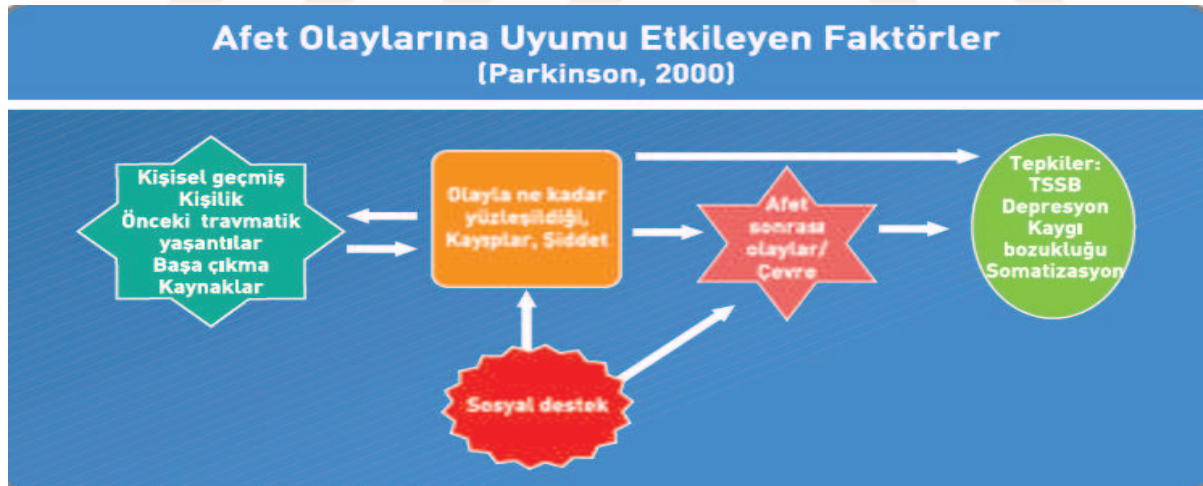 Afet Olaylarına Uyumu Etkileyen Faktörler
(Parkinson, 2000)
Kişisel geçmiş
Kişilik
Önceki travmatik
yaşantılar
Başa çıkma
Kaynaklar
Olayla ne kadar
yüzleşildiği,
Kayıplar, Şiddet
Afet
sonrası
olaylar/
Çevre
Tepkiler:
TSSB
Depresyon
Kaygı
bozukluğu
Somatizasyon
Sosyal destek